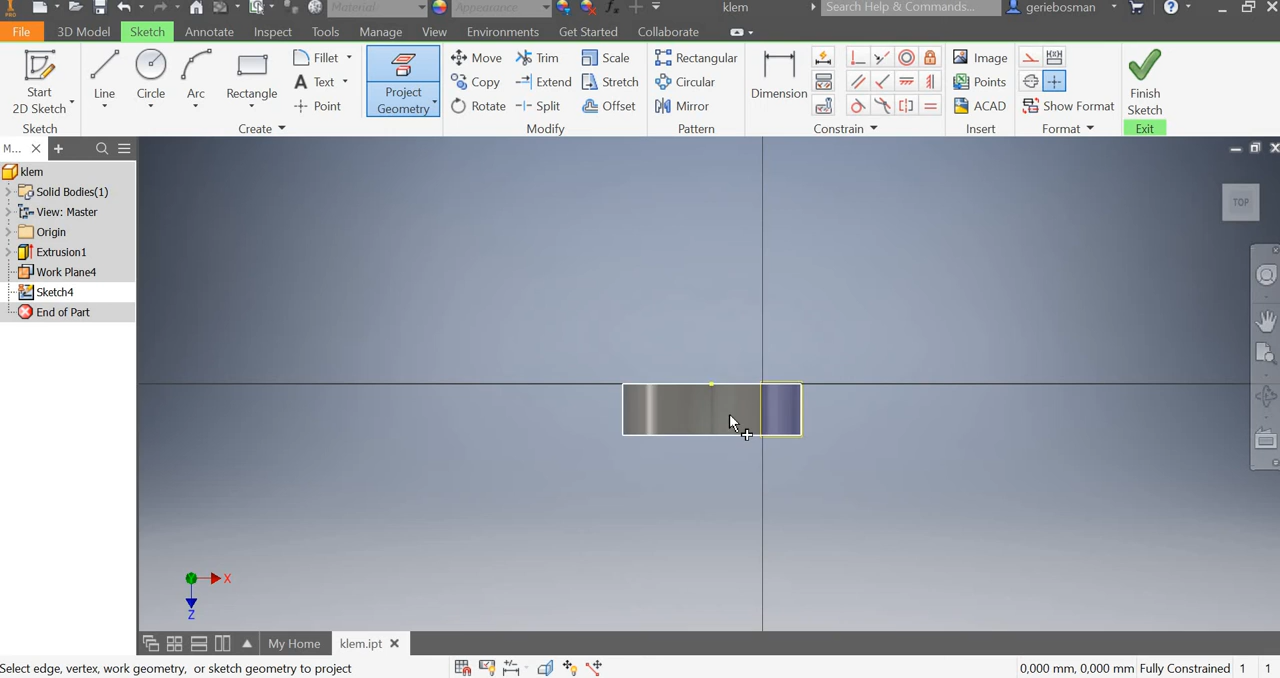 Material
Appearance
klem
Search Help & Commands...
geriebosman
PRO
File
3D Model
Sketch
Annotate
Inspect
Tools
Manage
View
Environments
Get Started
Collaborate
Start
2D Sketch
Line
Circle
Arc
Rectangle
Fillet
Text
Point
Project
Geometry
Move
Copy
Rotate
Trim
Extend
Split
Scale
Stretch
Offset
Rectangular
Circular
Mirror
Dimension
Image
Points
ACAD
Show Format
Finish
Sketch
Sketch
Create
Modify
Pattern
Constrain
Insert
Format
Exit
M...
klem
Solid Bodies(1)
View: Master
Origin
Extrusion1
Work Plane4
Sketch4
End of Part
TOP
X
Z
My Home
klem.ipt
Select edge, vertex, work geometry, or sketch geometry to project
0,000 mm, 0,000 mm
Fully Constrained
1
1